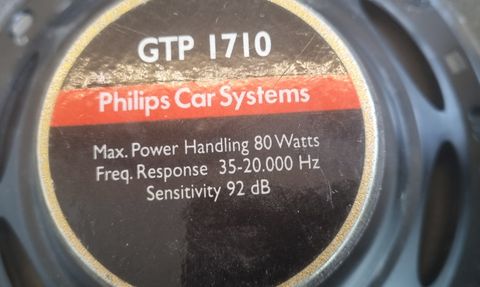 GTP 1710
Philips Car Systems
Max. Power Handling 80 Watts
Freq. Response 35-20.000 Hz
Sensitivity 92 dB